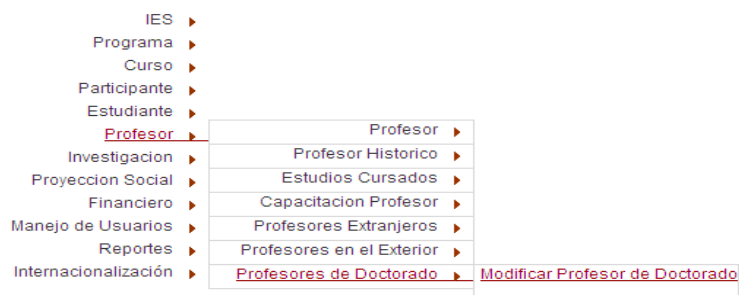 IES
Programa
Curso
Participante
Estudiante
Profesor
Investigacion
Proyeccion Social
Financiero
Manejo de Usuarios
Reportes
Internacionalización
Profesor
Profesor Historico
Estudios Cursados
Capacitacion Profesor
Profesores Extranjeros
Profesores en el Exterior
Profesores de Doctorado
Modificar Profesor de Doctorado